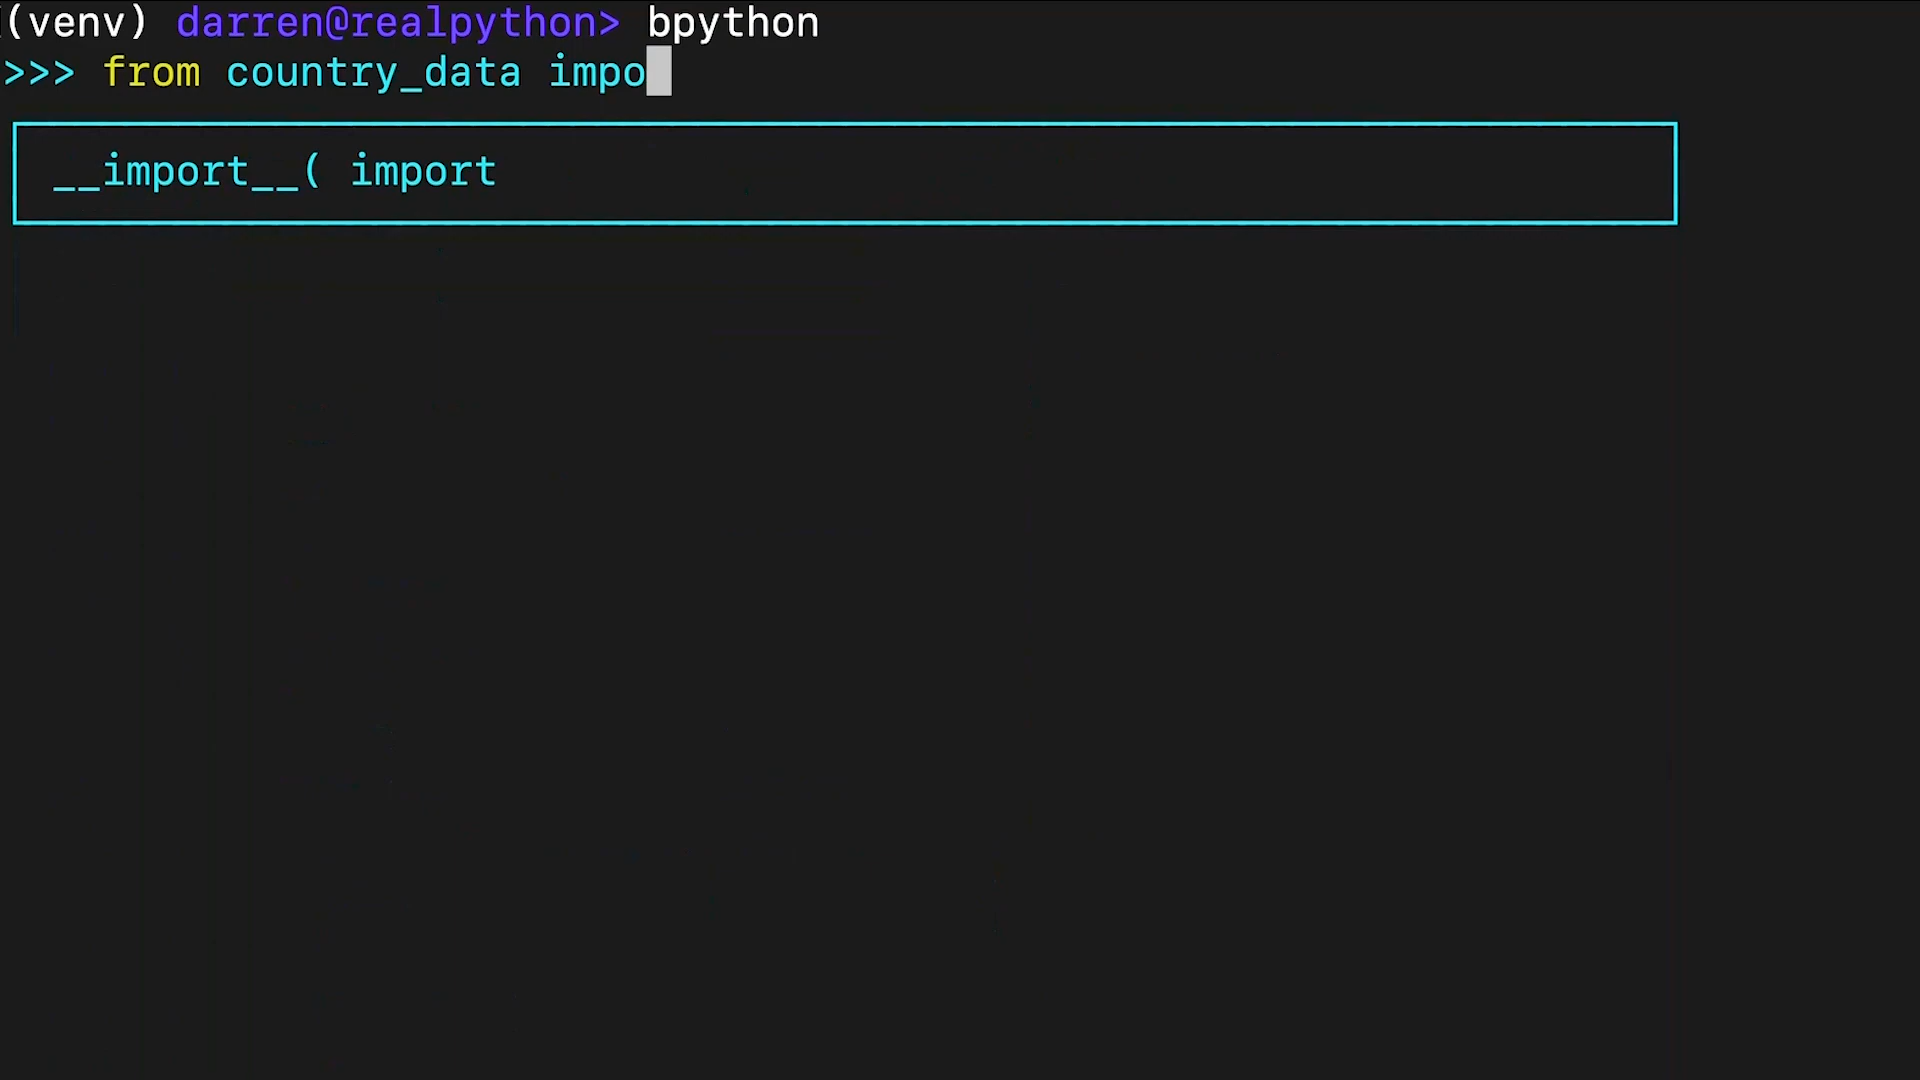 (venv) darren@realpython> bpython
>>> from country_data impo
__import__( import